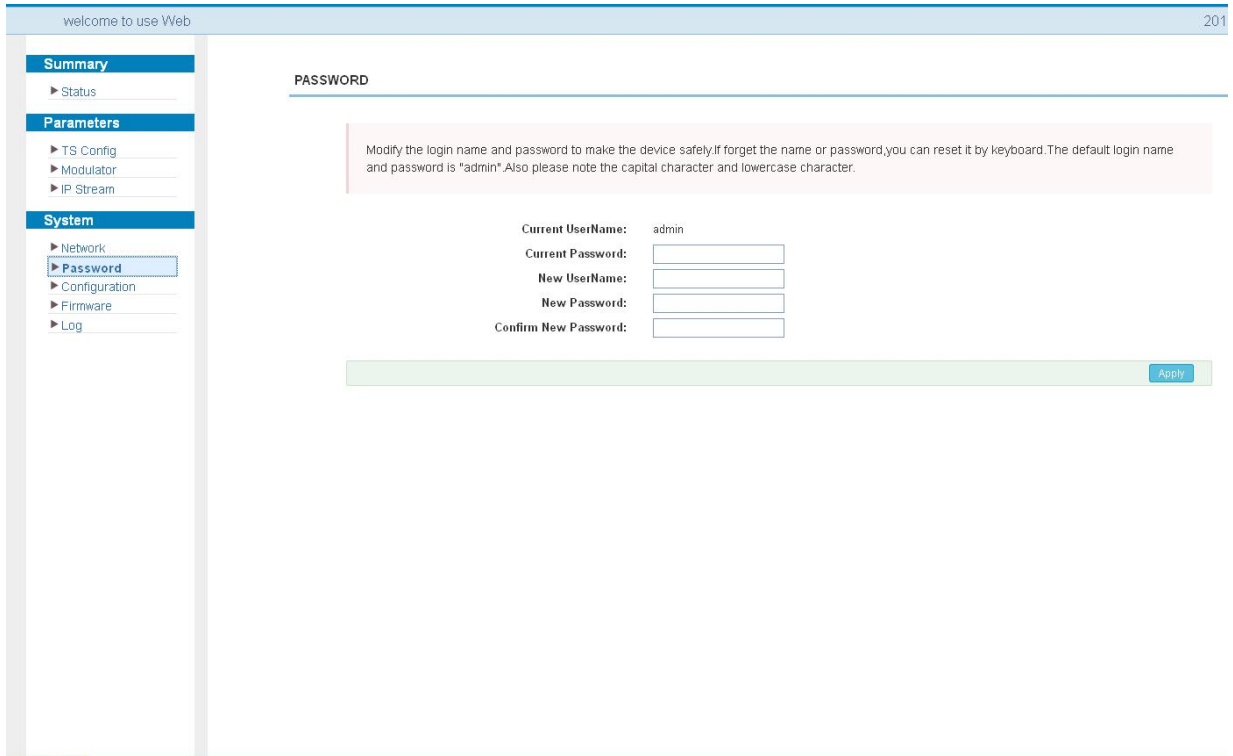 welcome to use Web
201
Summary
Status
Parameters
TS Config
Modulator
IP Stream
System
Network
Password
Configuration
Firmware
Log
PASSWORD
Modify the login name and password to make the device safely.If forget the name or password,you can reset it by keyboard.The default login name
and password is "admin".Also please note the capital character and lowercase character.
Current UserName: admin
Current Password:
New UserName:
New Password:
Confirm New Password:
Apply